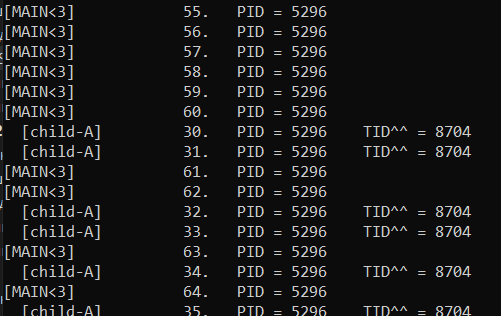 [MAIN<3] 55. PID = 5296
[MAIN<3] 56. PID = 5296
[MAIN<3] 57. PID = 5296
[MAIN<3] 58. PID = 5296
[MAIN<3] 59. PID = 5296
[MAIN<3] 60. PID = 5296
[child-A] 30. PID = 5296 TID^^ = 8704
[child-A] 31. PID = 5296 TID^^ = 8704
[MAIN<3] 61. PID = 5296
[MAIN<3] 62. PID = 5296
[child-A] 32. PID = 5296 TID^^ = 8704
[child-A] 33. PID = 5296 TID^^ = 8704
[MAIN<3] 63. PID = 5296
[child-A] 34. PID = 5296 TID^^ = 8704
[MAIN<3] 64. PID = 5296
[child-A] 35. PID = 5296 TID^^ = 8704